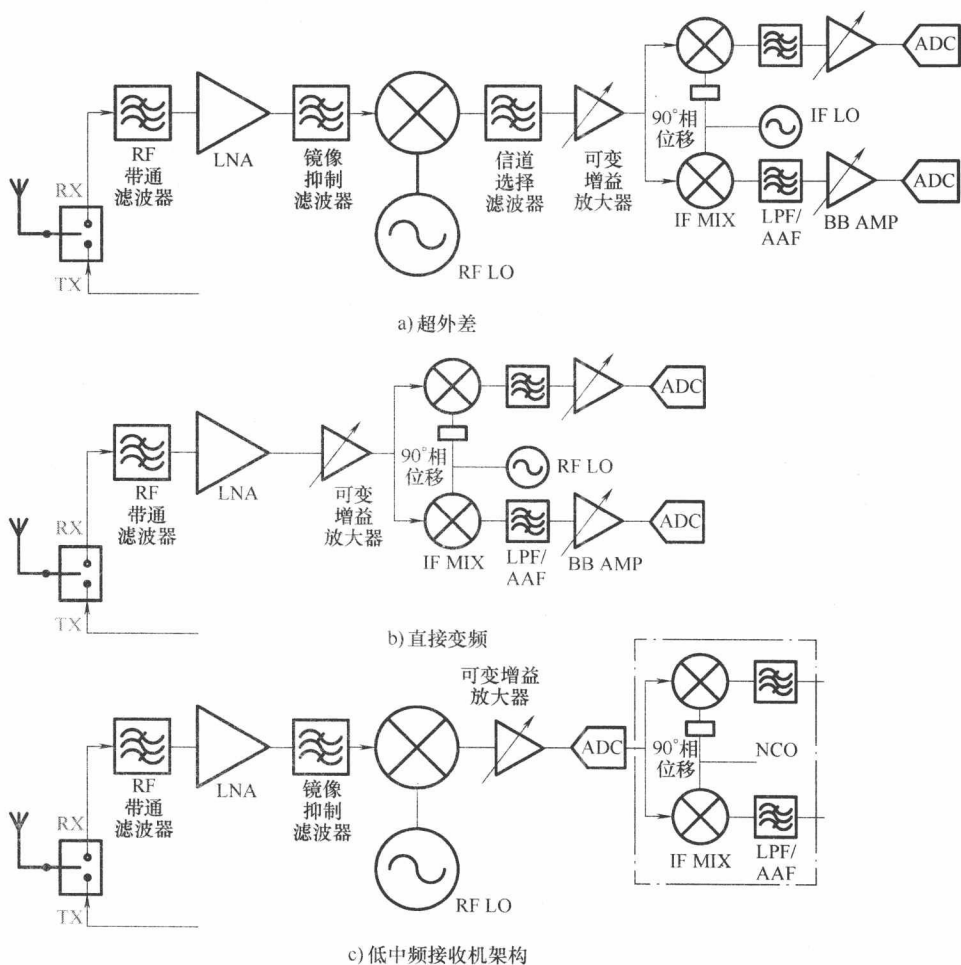 ADC
90°相
位移
IF LO
RF
带通
滤波器
LNA
镜像
抑制
滤波器
信道
选择
滤波器
可变
增益
放大器
IF MIX
LPF/
AAF
BB AMP
ADC
RX
TX
RF LO
a) 超外差
ADC
90°相
位移
RF LO
RF
带通
滤波器
LNA
可变
增益
放大器
IF MIX
LPF/
AAF
BB AMP
ADC
RX
TX
b) 直接变频
可变增益
放大器
ADC
90°相
位移
NCO
RF
带通
滤波器
LNA
镜像
抑制
滤波器
IF MIX
LPF/
AAF
RX
TX
RF LO
c) 低中频接收机架构